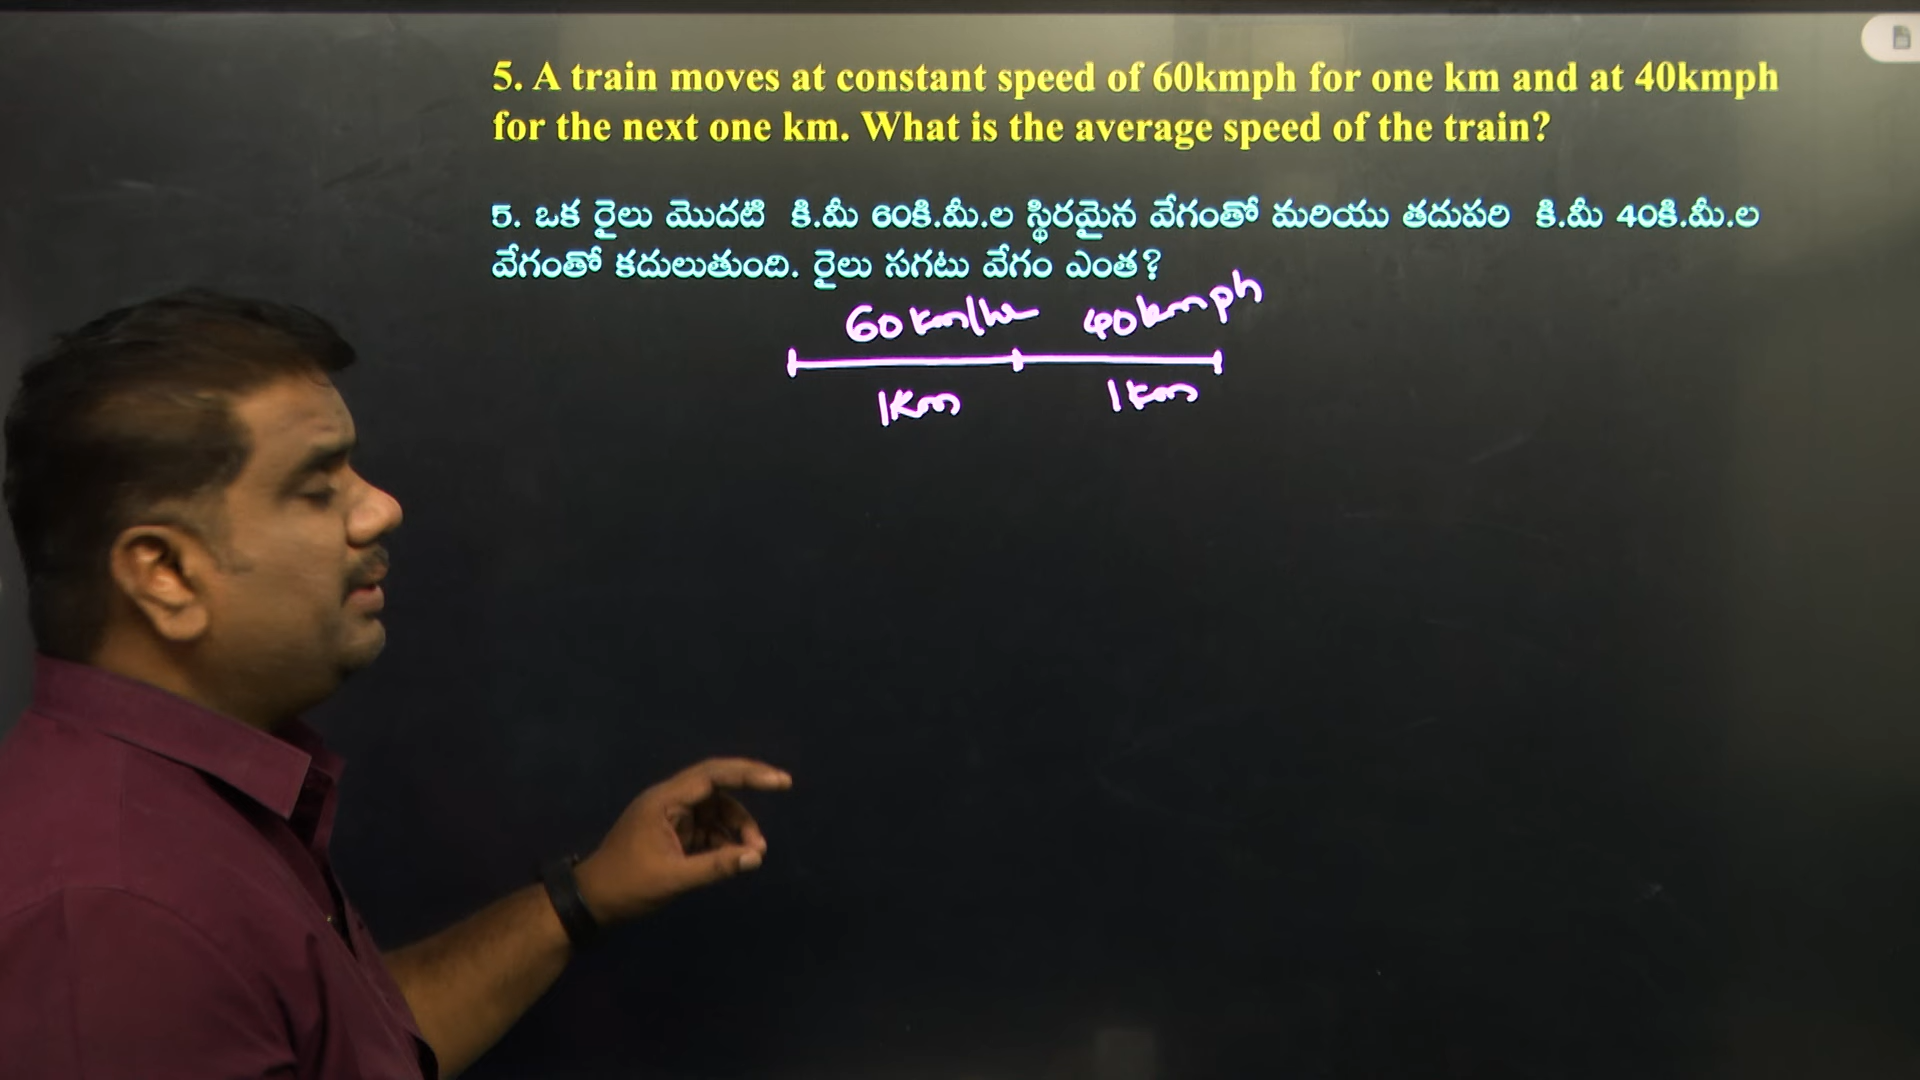 5. A train moves at constant speed of 60kmph for one km and at 40kmph
for the next one km. What is the average speed of the train?
5. ఒక రైలు మొదటి కి.మీ 60కి.మీ.ల స్థిరమైన వేగంతో మరియు తదుపరి కి.మీ 40కి.మీ.ల
వేగంతో కదులుతుంది. రైలు సగటు వేగం ఎంత?
60km/hr 40kmph
1km 1km